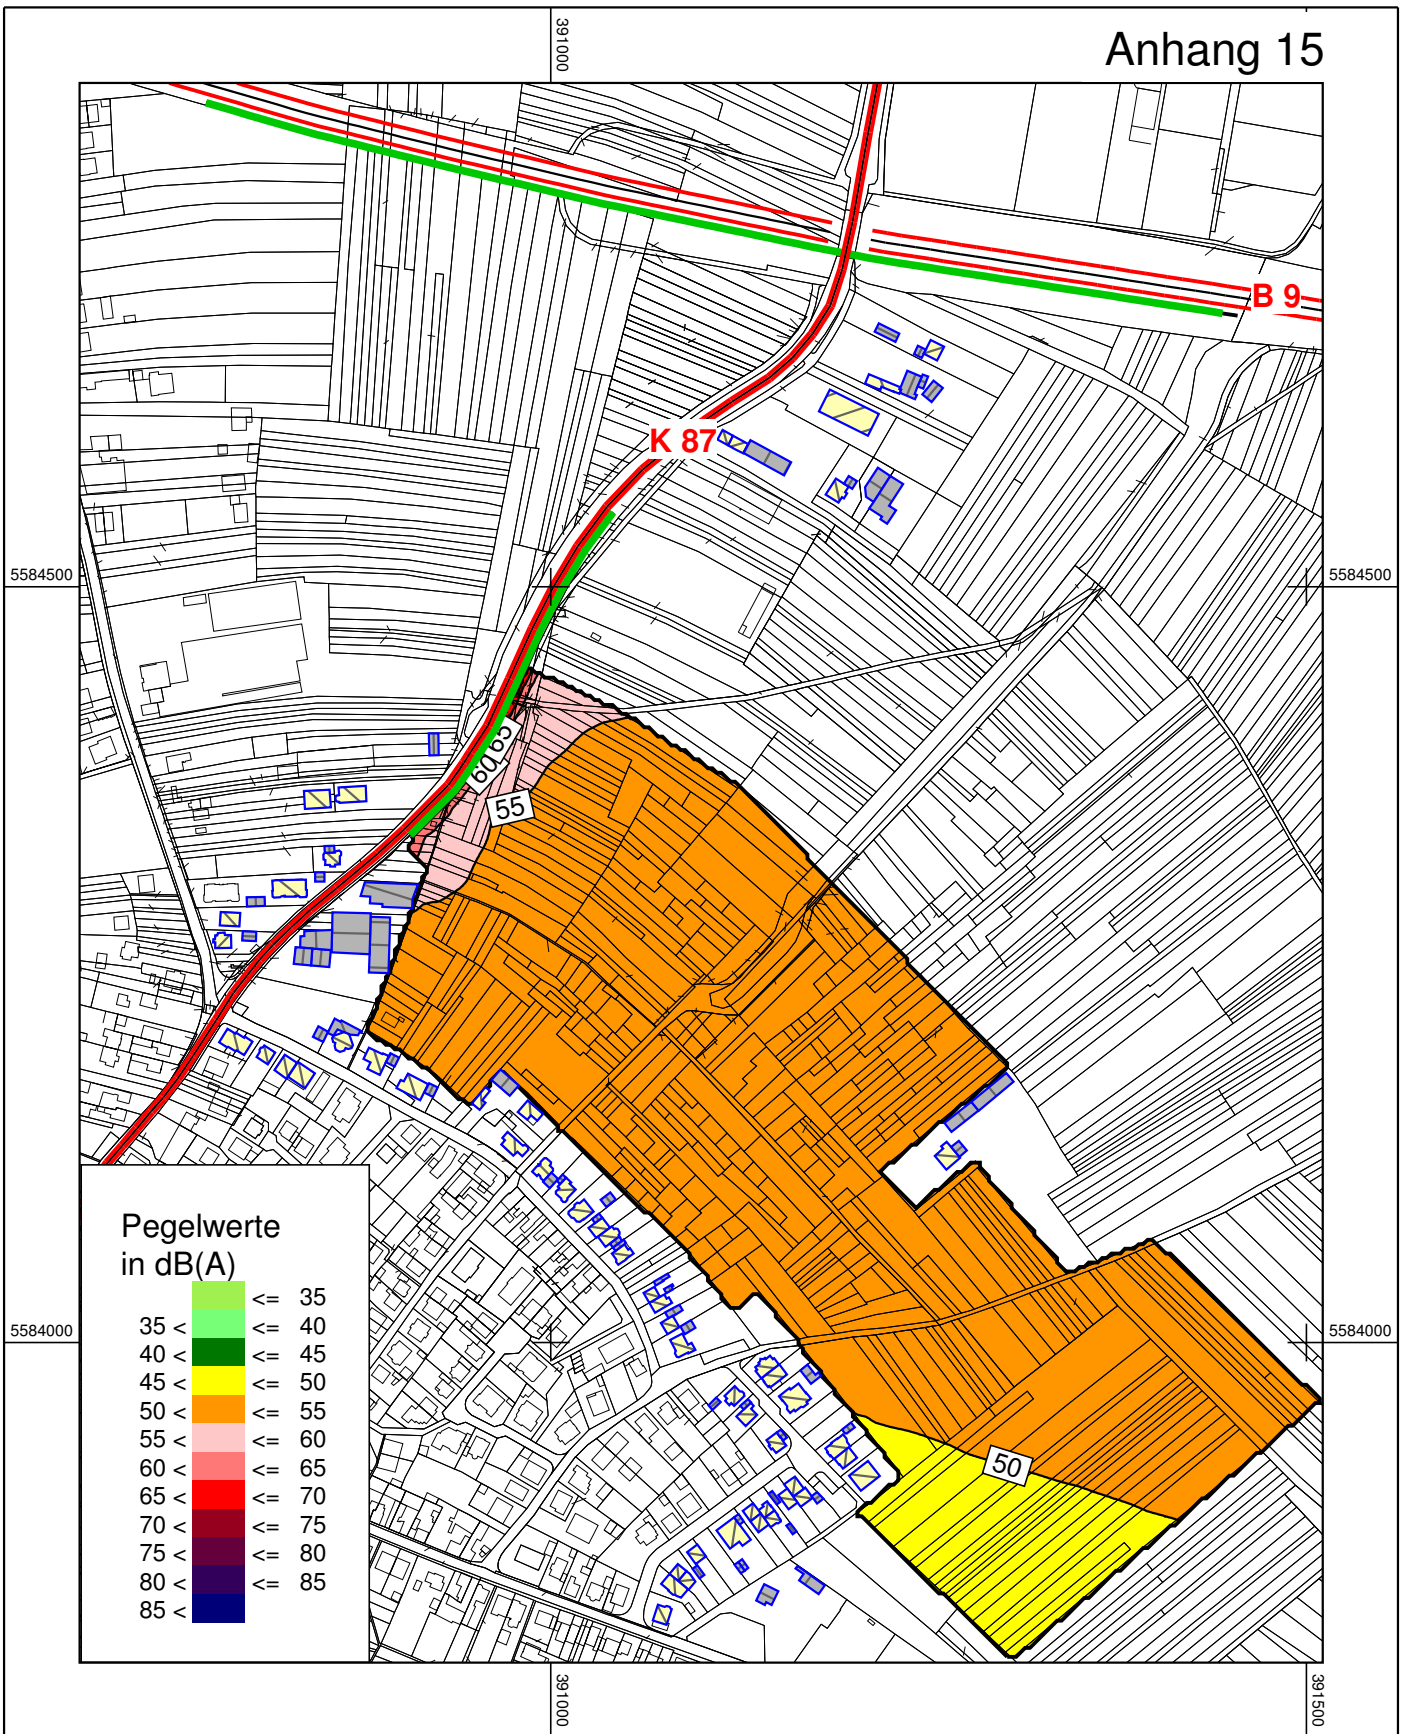 391000
Anhang 15
B 9
K 87
5584500
5584500
65
60
55
Pegelwerte
in dB(A)
<= 35
35 < <= 40
40 < <= 45
45 < <= 50
50 < <= 55
55 < <= 60
60 < <= 65
65 < <= 70
70 < <= 75
75 < <= 80
80 < <= 85
85 <
5584000
5584000
50
391000
391500